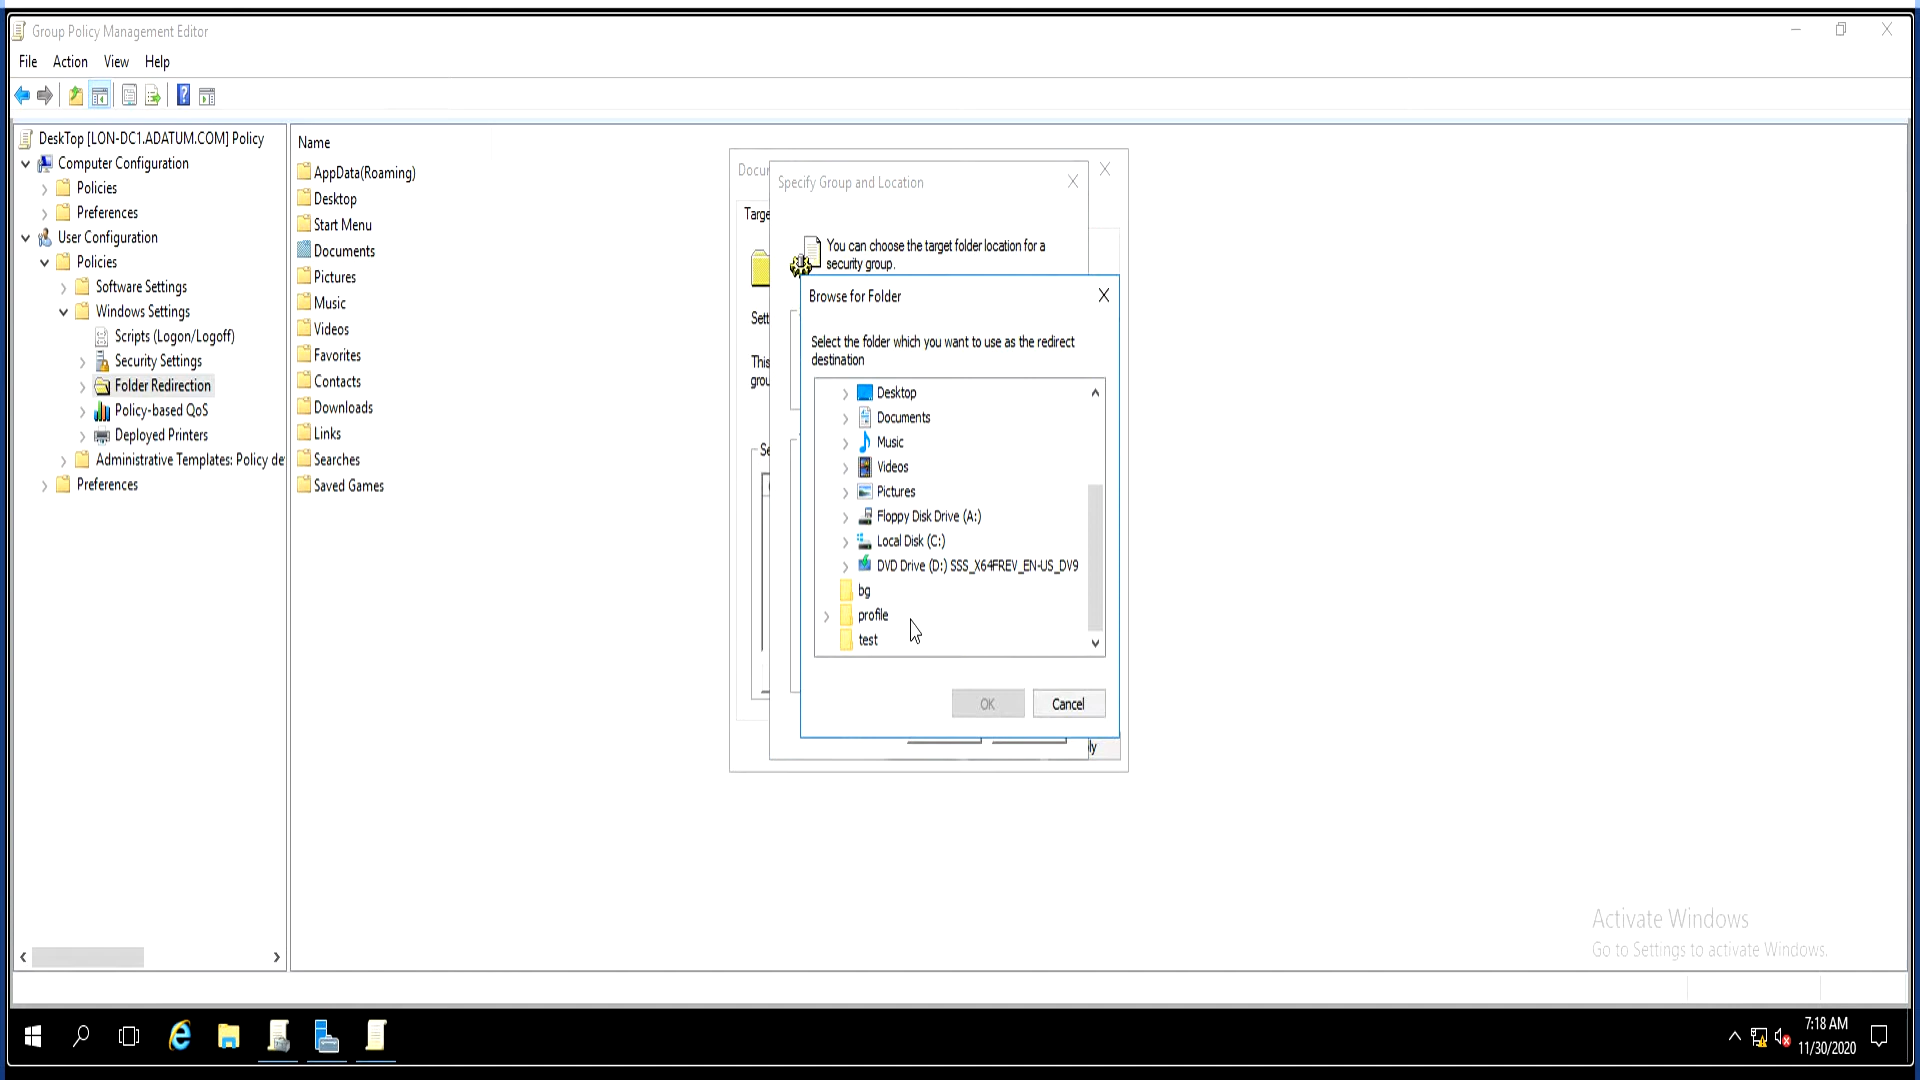 Group Policy Management Editor
File Action View Help
DeskTop [LON-DC1.ADATUM.COM] Policy
Computer Configuration
Policies
Preferences
User Configuration
Policies
Software Settings
Windows Settings
Scripts (Logon/Logoff)
Security Settings
Folder Redirection
Policy-based QoS
Deployed Printers
Administrative Templates: Policy de
Preferences
Name
AppData(Roaming)
Desktop
Start Menu
Documents
Pictures
Music
Videos
Favorites
Contacts
Downloads
Links
Searches
Saved Games
Docur
Targe
Sett
This
grou
Se
Specify Group and Location
You can choose the target folder location for a
security group.
Browse for Folder
Select the folder which you want to use as the redirect
destination
Desktop
Documents
Music
Videos
Pictures
Floppy Disk Drive (A:)
Local Disk (C:)
DVD Drive (D:) SSS_X64FREV_EN-US_DV9
bg
profile
test
OK Cancel
ly
Activate Windows
Go to Settings to activate Windows.
7:18 AM
11/30/2020